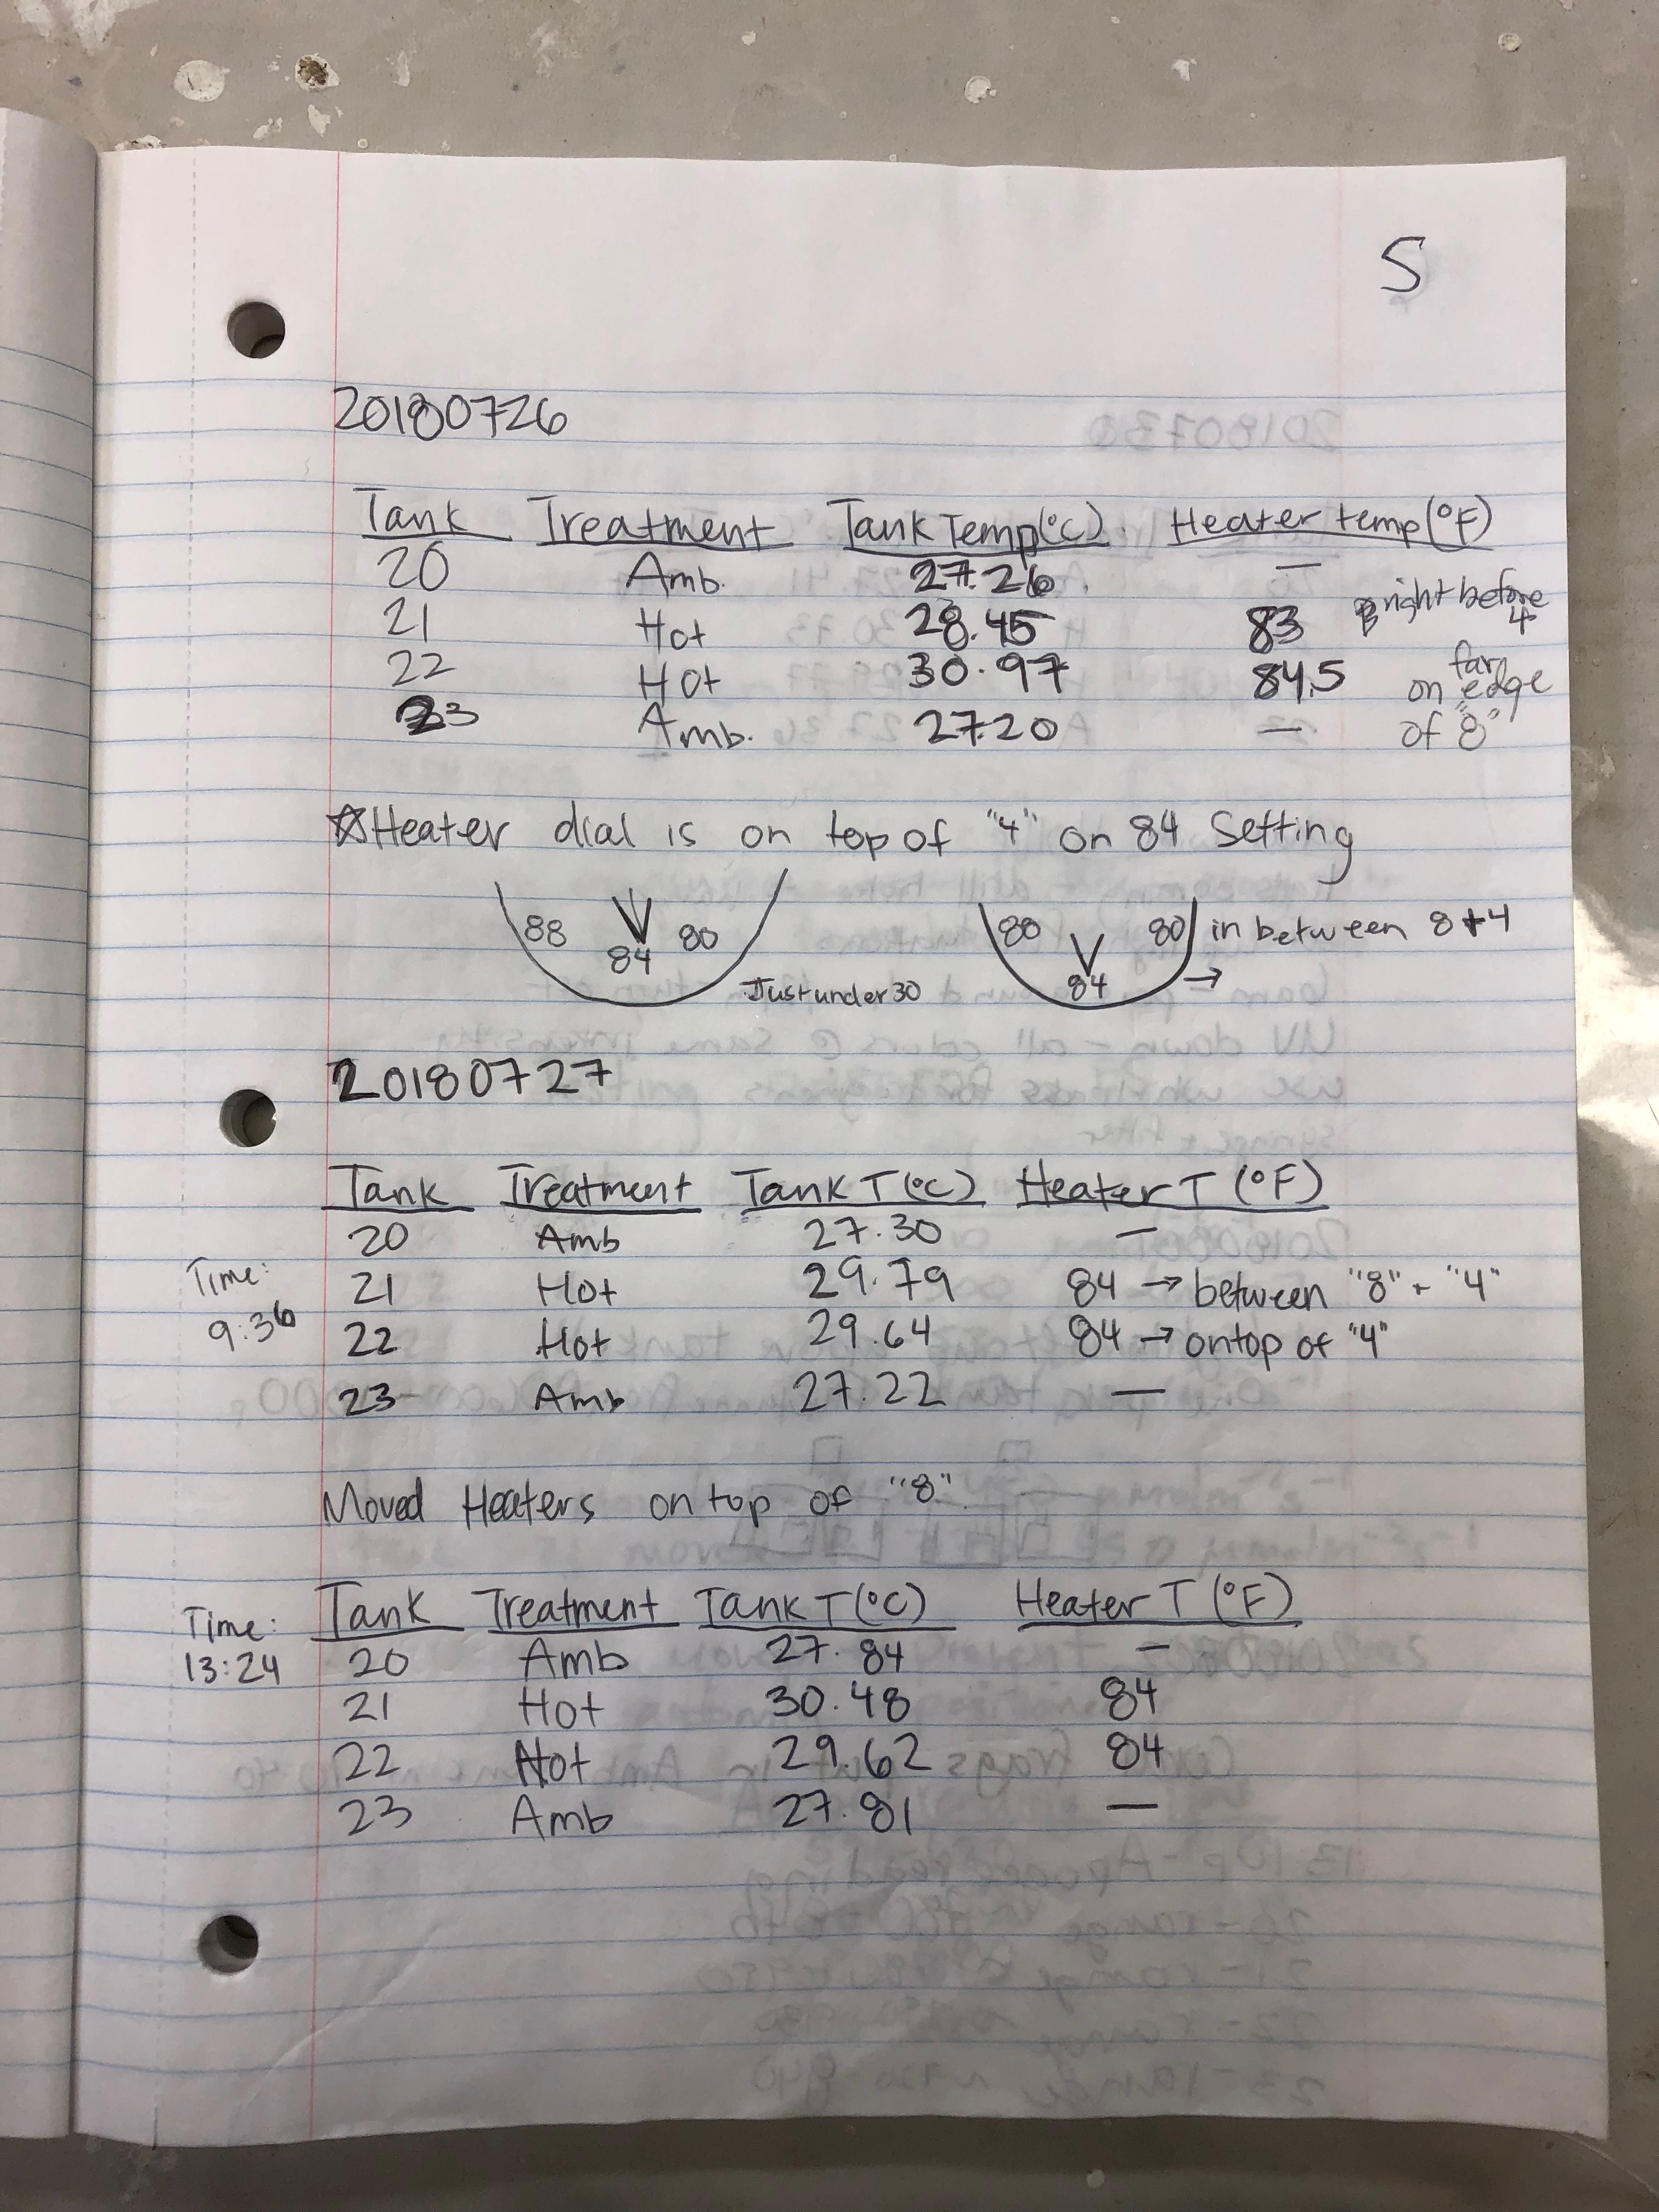 5
20180726
Tank Treatment Tank Temp(°C) Heater temp(°F)
20 Amb. 27.26 —
21 Hot 28.45 83 right before 4
22 Hot 30.97 84.5 on far edge
23 Amb. 27.20 — of "8"
☆Heater dial is on top of "4" on 84 Setting
88 84 80 Just under 30
88 84 80 in between 8+4 →
20180727
Tank Treatment Tank T(°C) Heater T (°F)
20 Amb 27.30 —
Time: 9:36
21 Hot 29.79 84 → between "8" + "4"
22 Hot 29.64 84 → ontop of "4"
23 Amb 27.22 —
Moved Heaters on top of "8"
Time: 13:24
Tank Treatment Tank T(°C) Heater T (°F)
20 Amb 27.84 —
21 Hot 30.48 84
22 Hot 29.62 84
23 Amb 27.81 —